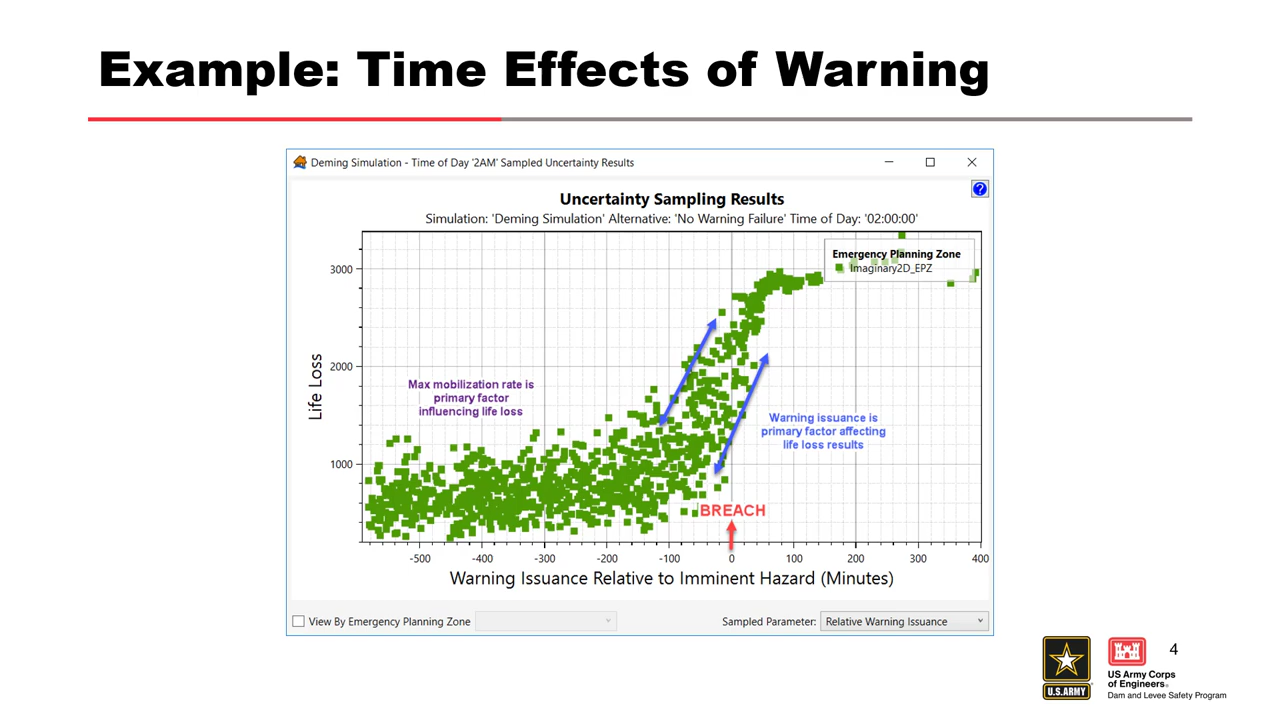 Example: Time Effects of Warning
Deming Simulation - Time of Day '2AM' Sampled Uncertainty Results
Uncertainty Sampling Results
Simulation: 'Deming Simulation' Alternative: 'No Warning Failure' Time of Day: '02:00:00'
Emergency Planning Zone
Imaginary2D_EPZ
3000
2000
1000
Life Loss
Max mobilization rate is
primary factor
influencing life loss
Warning issuance is
primary factor affecting
life loss results
BREACH
-500 -400 -300 -200 -100 0 100 200 300 400
Warning Issuance Relative to Imminent Hazard (Minutes)
View By Emergency Planning Zone
Sampled Parameter: Relative Warning Issuance
U.S.ARMY
US Army Corps
of Engineers®
Dam and Levee Safety Program
4